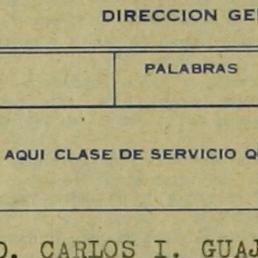 DIRECCION GE
PALABRAS
AQUI CLASE DE SERVICIO Q
D. CARLOS I. GUAJ